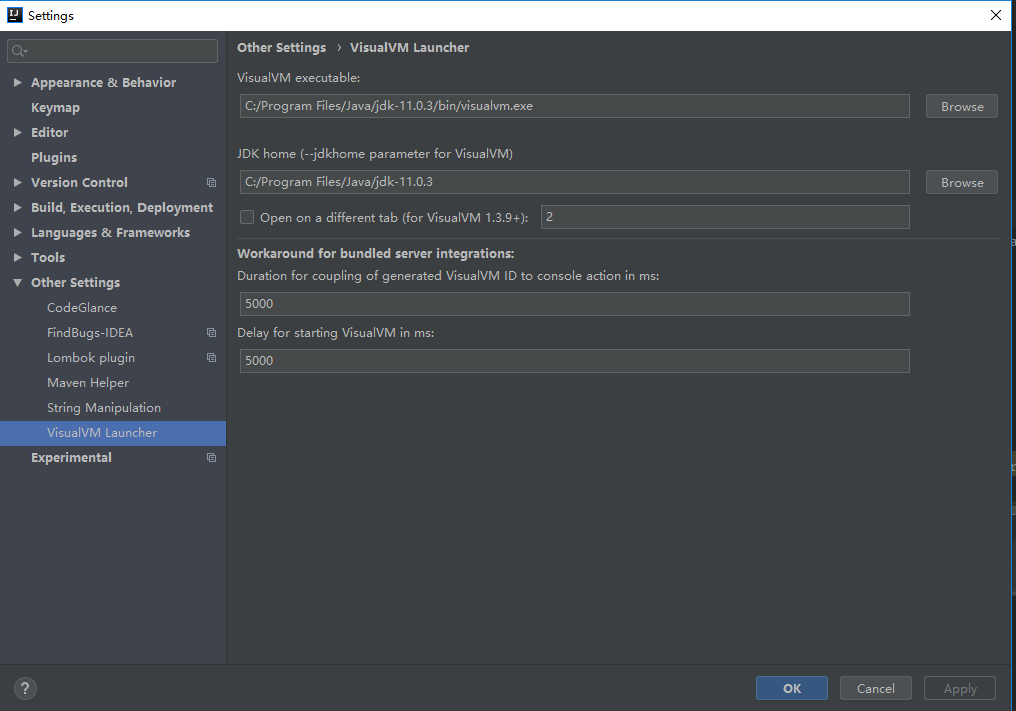 Settings
Other Settings › VisualVM Launcher
Appearance & Behavior
Keymap
Editor
Plugins
Version Control
Build, Execution, Deployment
Languages & Frameworks
Tools
Other Settings
CodeGlance
FindBugs-IDEA
Lombok plugin
Maven Helper
String Manipulation
VisualVM Launcher
Experimental
VisualVM executable:
C:/Program Files/Java/jdk-11.0.3/bin/visualvm.exe
Browse
JDK home (--jdkhome parameter for VisualVM)
C:/Program Files/Java/jdk-11.0.3
Browse
Open on a different tab (for VisualVM 1.3.9+): 2
Workaround for bundled server integrations:
Duration for coupling of generated VisualVM ID to console action in ms:
5000
Delay for starting VisualVM in ms:
5000
?
OK
Cancel
Apply